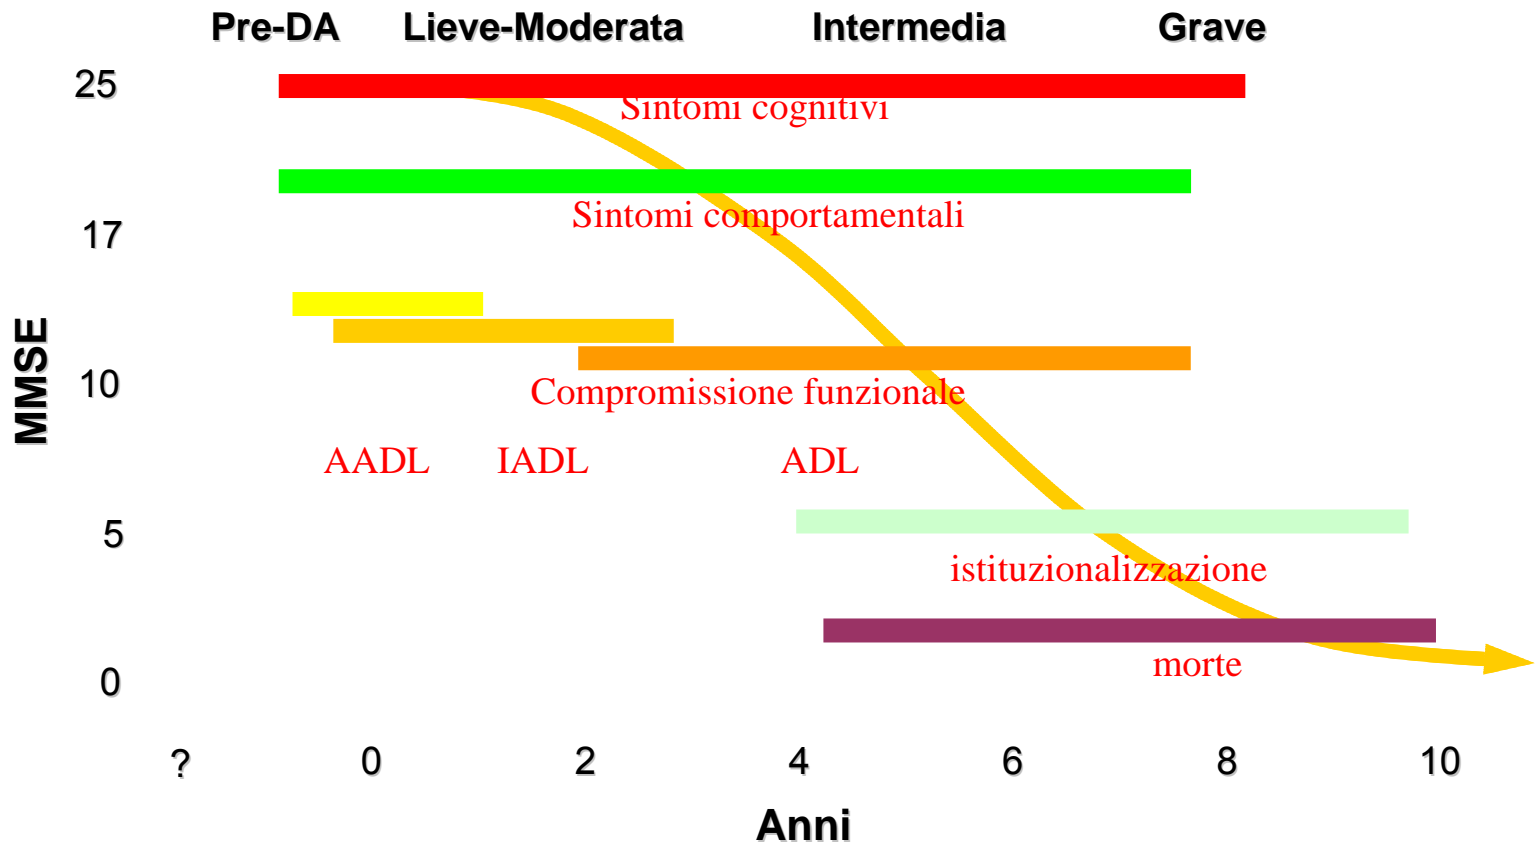 Pre-DA Lieve-Moderata Intermedia Grave
25
Sintomi cognitivi
Sintomi comportamentali
17
MMSE
10
Compromissione funzionale
AADL IADL ADL
5
istituzionalizzazione
morte
0
? 0 2 4 6 8 10
Anni